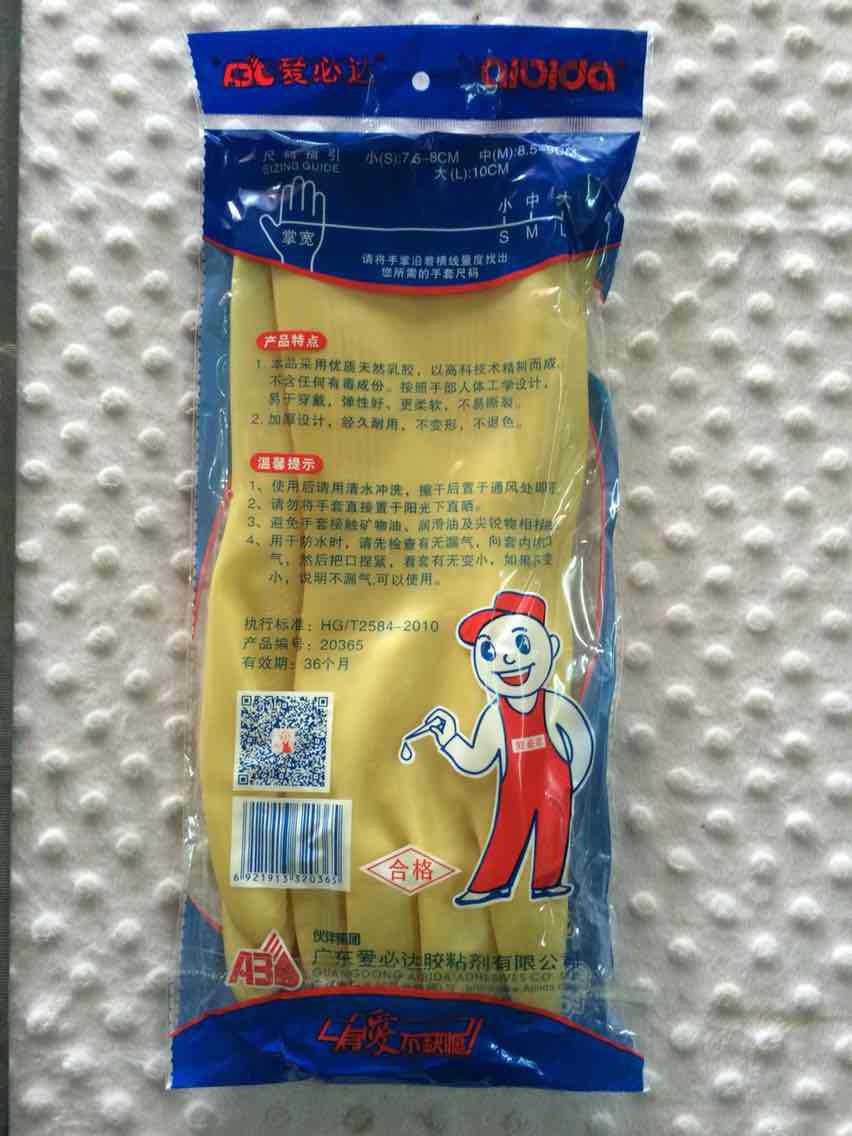 爱必达
Aibida
尺码指引
小(S):7.5-8CM 中(M):8.5-9CM
SIZING GUIDE
大(L):10CM
小 中 大
S M L
掌宽
请将手掌沿着横线量度找出
您所需的手套尺码
产品特点
1. 本品采用优质天然乳胶，以高科技术精制而成，
不含任何有毒成份。按照手部人体工学设计，
易于穿戴，弹性好、更柔软，不易撕裂。
2. 加厚设计，经久耐用，不变形，不退色。
温馨提示
1、使用后请用清水冲洗，擦干后置于通风处即可
2、请勿将手套直接置于阳光下直晒。
3、避免手套接触矿物油、润滑油及尖锐物相
4、用于防水时，请先检查有无漏气，向套内吹口
气，然后把口捏紧，看套有无变小，如果不变
小，说明不漏气,可以使用。
执行标准：HG/T2584-2010
产品编号：20365
有效期：36个月
6 921913 320365
合格
伙伴集团
广东爱必达胶粘剂有限公
GUANGDONG AIBIDA ADHESIVES CO
有爱不缺憾!